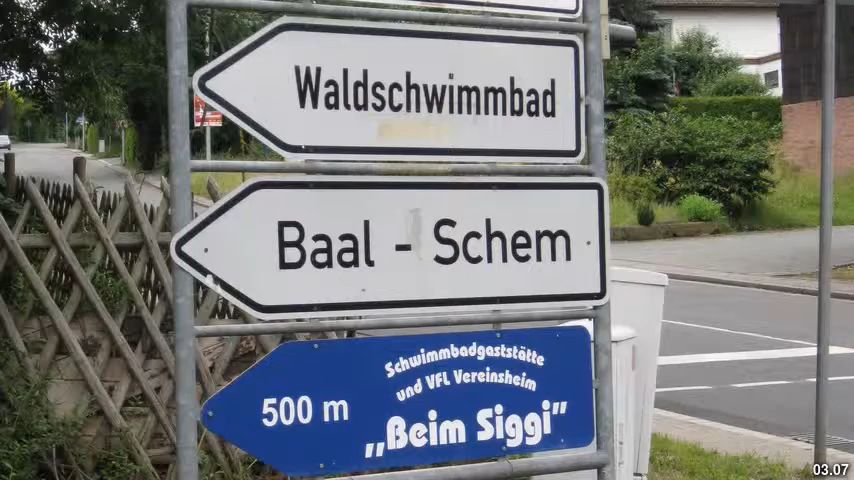 Waldschwimmbad
Baal - Schem
Schwimmbadgaststätte
und VfL Vereinsheim
500 m
„Beim Siggi"
03.07